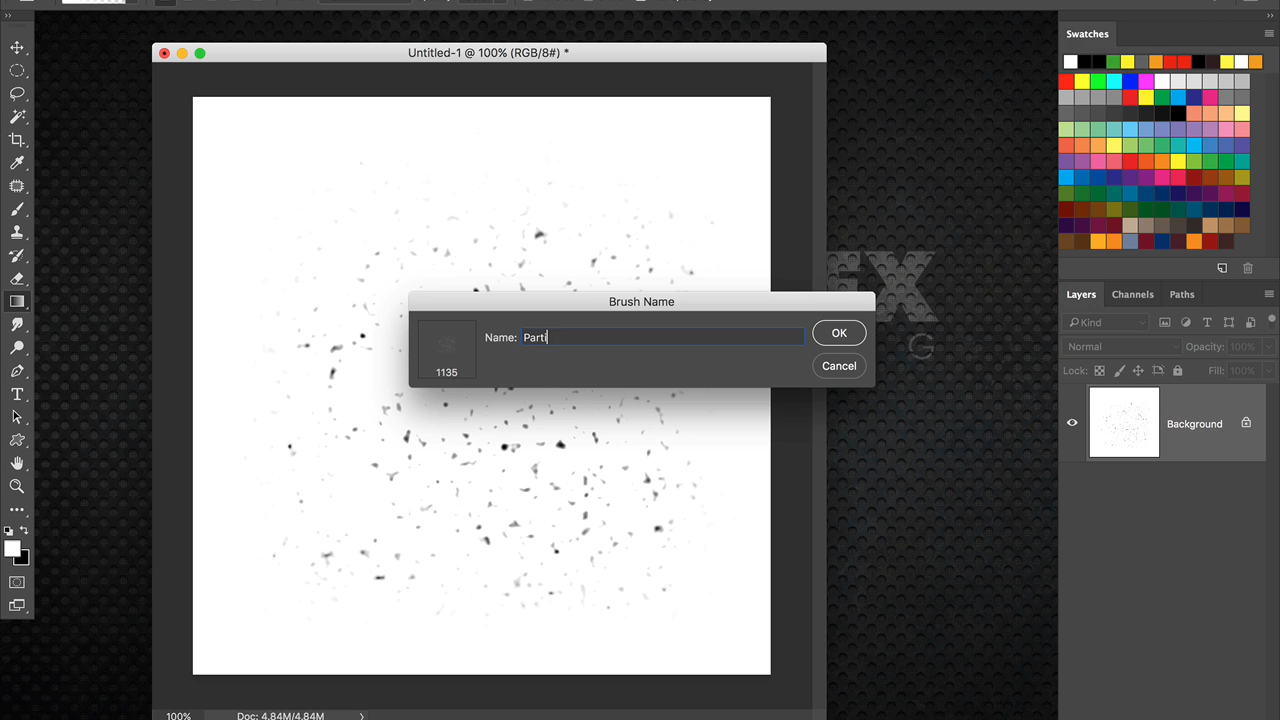 Untitled-1 @ 100% (RGB/8#) *
Swatches
FX
G
Brush Name
Name: Parti
OK
Cancel
1135
Layers
Channels
Paths
Kind
Normal
Opacity: 100%
Lock:
Fill: 100%
Background
100%
Doc: 4.84M/4.84M